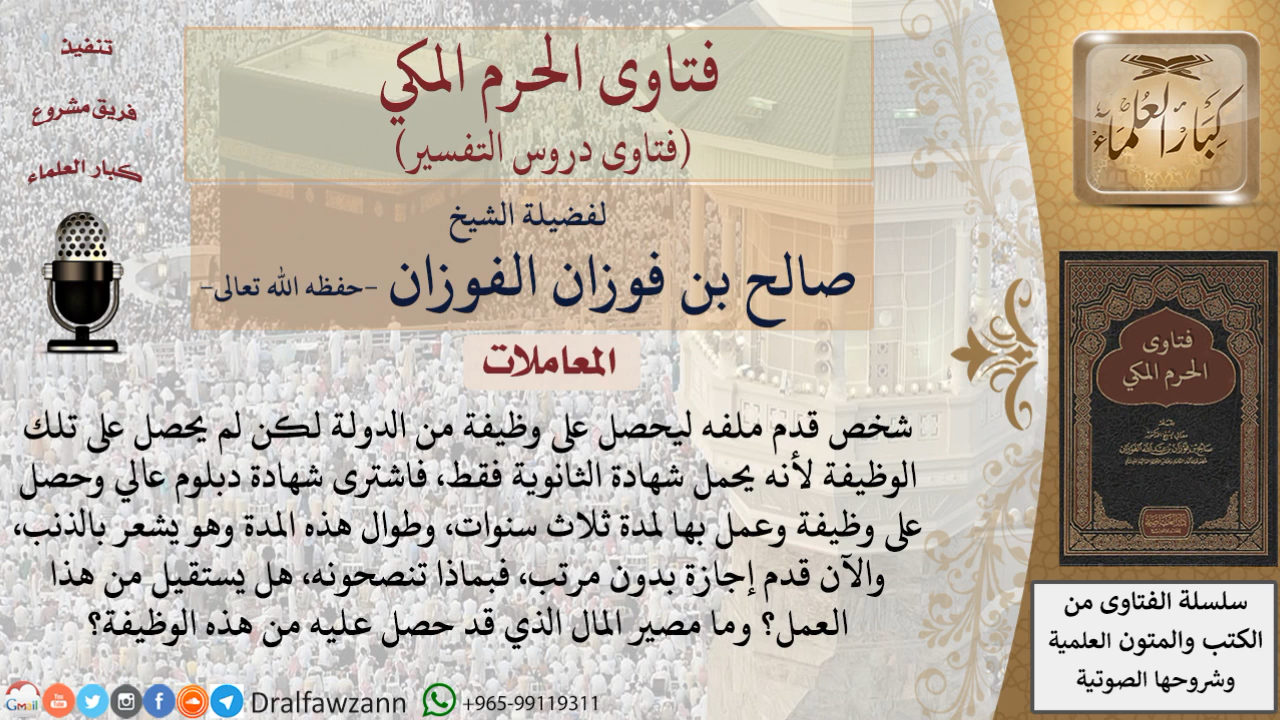 تنفيذ
فريق مشروع
كبار العلماء
فتاوى الحرم المكي
(فتاوى دروس التفسير)
لفضيلة الشيخ
صالح بن فوزان الفوزان -حفظه الله تعالى-
المعاملات
شخص قدم ملفه ليحصل على وظيفة من الدولة لكن لم يحصل على تلك
الوظيفة لأنه يحمل شهادة الثانوية فقط، فاشترى شهادة دبلوم عالي وحصل
على وظيفة وعمل بها لمدة ثلاث سنوات، وطوال هذه المدة وهو يشعر بالذنب،
والآن قدم إجازة بدون مرتب، فبماذا تنصحونه، هل يستقيل من هذا
العمل؟ وما مصير المال الذي قد حصل عليه من هذه الوظيفة؟
كبار العلماء
فتاوى
الحرم المكي
سلسلة الفتاوى من
الكتب والمتون العلمية
وشروحها الصوتية
Gmail
You
Tube
Dralfawzann
+965-99119311